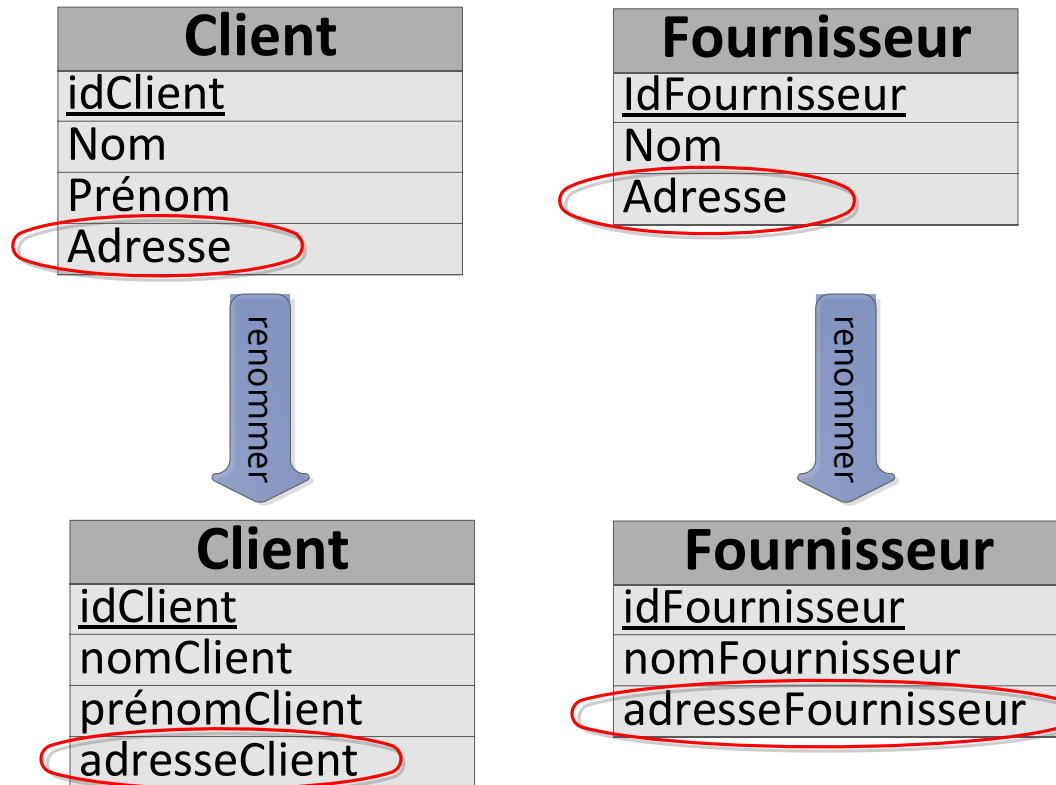 Client
idClient
Nom
Prénom
Adresse
Fournisseur
IdFournisseur
Nom
Adresse
renommer
renommer
Client
idClient
nomClient
prénomClient
adresseClient
Fournisseur
idFournisseur
nomFournisseur
adresseFournisseur